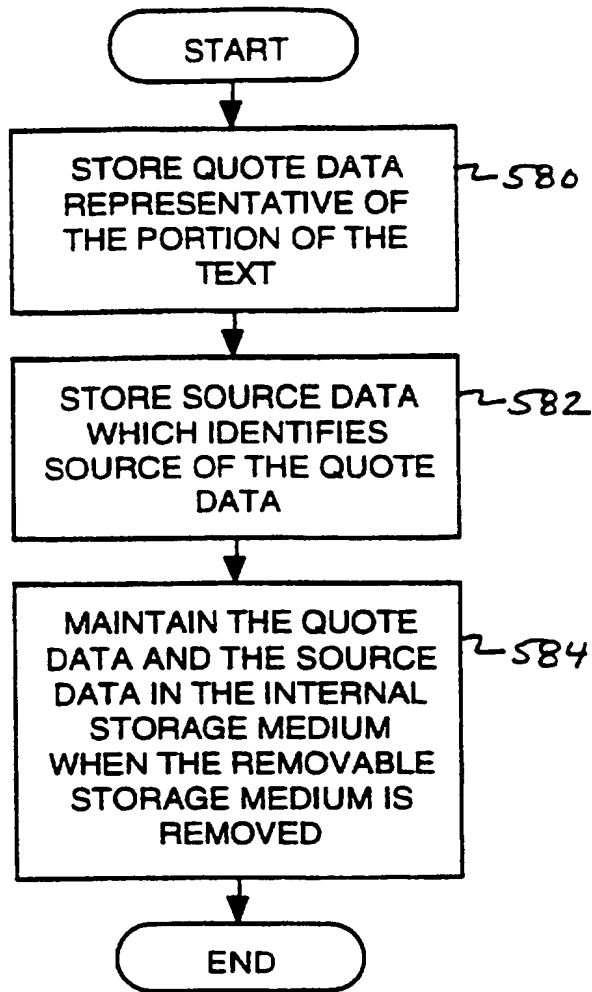 START
STORE QUOTE DATA
REPRESENTATIVE OF
THE PORTION OF THE
TEXT
580
STORE SOURCE DATA
WHICH IDENTIFIES
SOURCE OF THE QUOTE
DATA
582
MAINTAIN THE QUOTE
DATA AND THE SOURCE
DATA IN THE INTERNAL
STORAGE MEDIUM
WHEN THE REMOVABLE
STORAGE MEDIUM IS
REMOVED
584
END